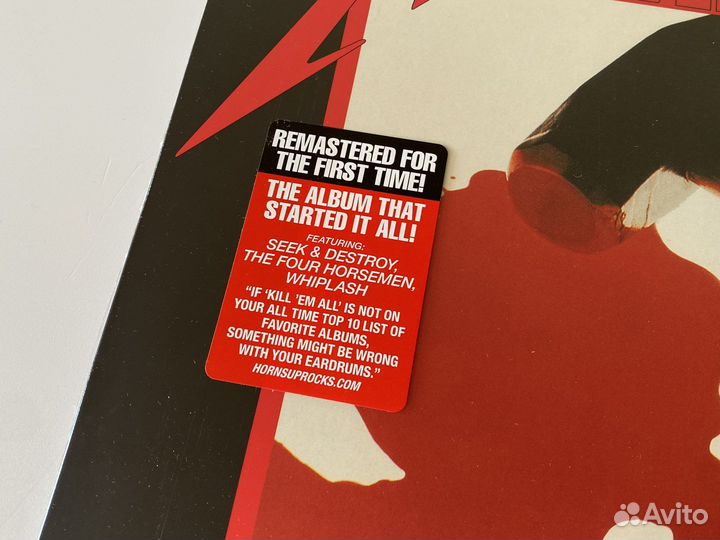 REMASTERED FOR
THE FIRST TIME!
THE ALBUM THAT
STARTED IT ALL!
FEATURING:
SEEK & DESTROY,
THE FOUR HORSEMEN,
WHIPLASH
“IF ‘KILL ’EM ALL’ IS NOT ON
YOUR ALL TIME TOP 10 LIST OF
FAVORITE ALBUMS,
SOMETHING MIGHT BE WRONG
WITH YOUR EARDRUMS.”
HORNSUPROCKS.COM
Avito